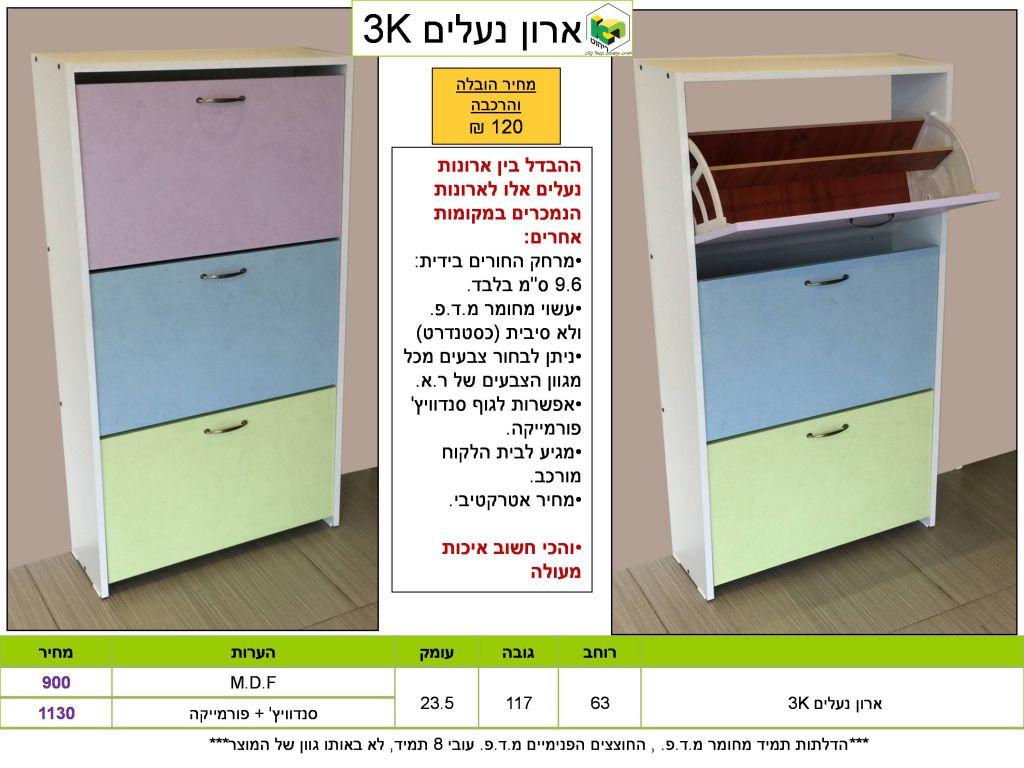 ארון נעלים 3K
ריהוט
מחיר הובלה
והרכבה
120 ₪
ההבדל בין ארונות
נעלים אלו לארונות
הנמכרים במקומות
אחרים:
•מרחק החורים בידית:
9.6 ס"מ בלבד.
•עשוי מחומר מ.ד.פ.
ולא סיבית (כסטנדרט)
•ניתן לבחור צבעים מכל
מגוון הצבעים של ר.א.
•אפשרות לגוף סנדוויץ'
פורמייקה.
•מגיע לבית הלקוח
מורכב.
•מחיר אטרקטיבי.
•והכי חשוב איכות
מעולה
רוחב גובה עומק הערות מחיר
ארון נעלים 3K 63 117 23.5 M.D.F 900
סנדוויץ' + פורמייקה 1130
***הדלתות תמיד מחומר מ.ד.פ. , החוצצים הפנימיים מ.ד.פ. עובי 8 תמיד, לא באותו גוון של המוצר***